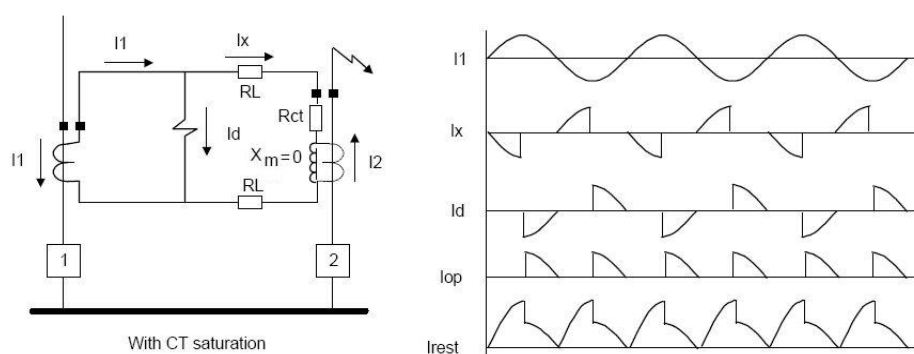 I1
Ix
RL
Rct
I1
Id
Xm=0
I2
RL
1
2
With CT saturation
I1
Ix
Id
Iop
Irest